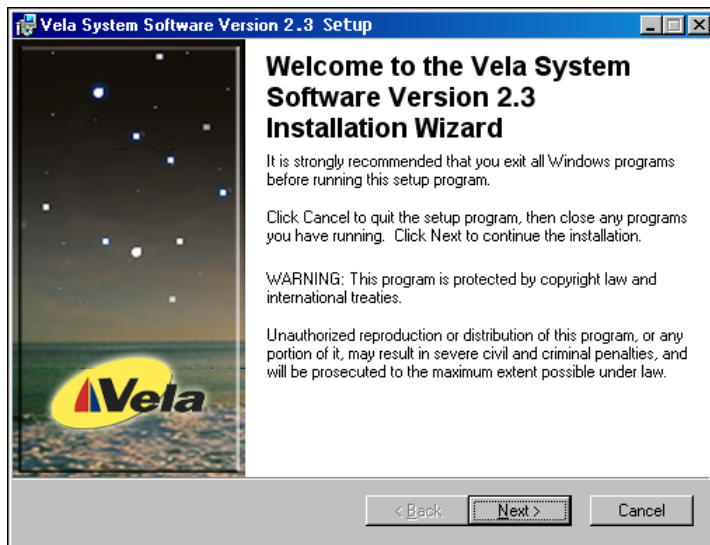 Vela System Software Version 2.3 Setup
Welcome to the Vela System
Software Version 2.3
Installation Wizard
It is strongly recommended that you exit all Windows programs
before running this setup program.
Click Cancel to quit the setup program, then close any programs
you have running.  Click Next to continue the installation.
WARNING: This program is protected by copyright law and
international treaties.
Unauthorized reproduction or distribution of this program, or any
portion of it, may result in severe civil and criminal penalties, and
will be prosecuted to the maximum extent possible under law.
Vela
< Back
Next >
Cancel